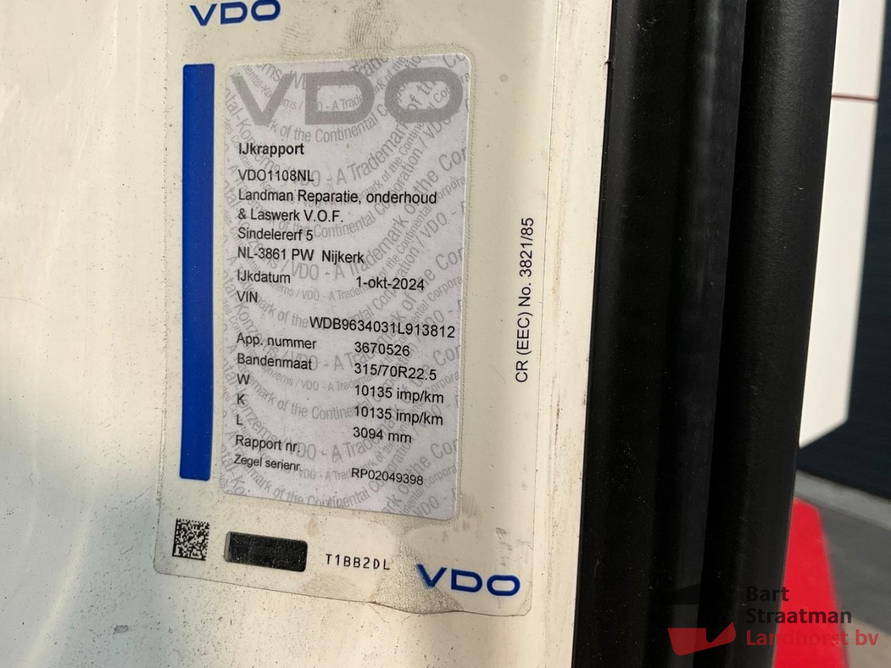 VDO
VDO
IJkrapport
VDO1108NL
Landman Reparatie, onderhoud
& Laswerk V.O.F.
Sindelererf 5
NL-3861 PW Nijkerk
IJkdatum 1-okt-2024
VIN
WDB9634031L913812
App. nummer 3670526
Bandenmaat 315/70R22.5
W 10135 imp/km
K 10135 imp/km
L 3094 mm
Rapport nr.
Zegel serienr. RP02049398
T1BB2DL
VDO
CR (EEC) No. 3821/85
Bart
Straatman
Landhorst bv